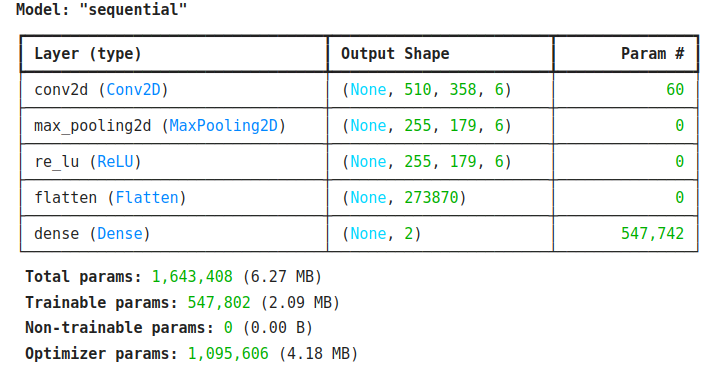 Model: "sequential"
Layer (type) Output Shape Param #
conv2d (Conv2D) (None, 510, 358, 6) 60
max_pooling2d (MaxPooling2D) (None, 255, 179, 6) 0
re_lu (ReLU) (None, 255, 179, 6) 0
flatten (Flatten) (None, 273870) 0
dense (Dense) (None, 2) 547,742
Total params: 1,643,408 (6.27 MB)
Trainable params: 547,802 (2.09 MB)
Non-trainable params: 0 (0.00 B)
Optimizer params: 1,095,606 (4.18 MB)